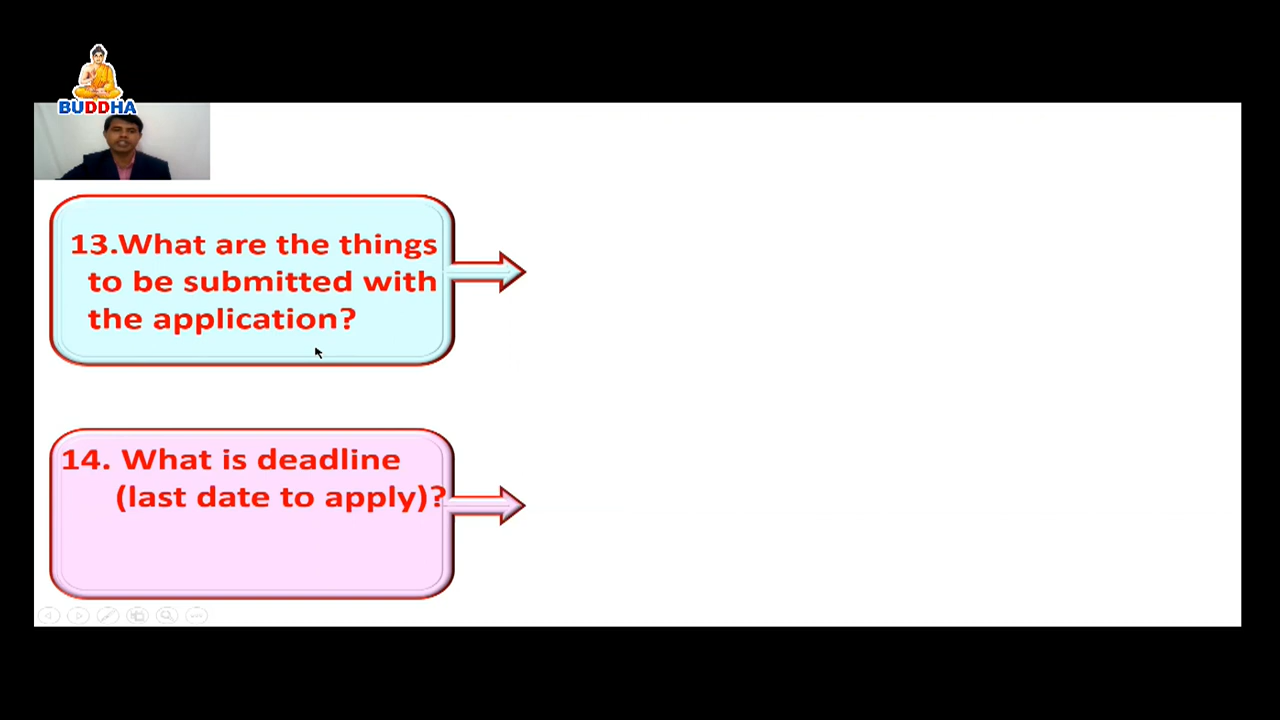 BUDDHA
13.What are the things
to be submitted with
the application?
14. What is deadline
(last date to apply)?